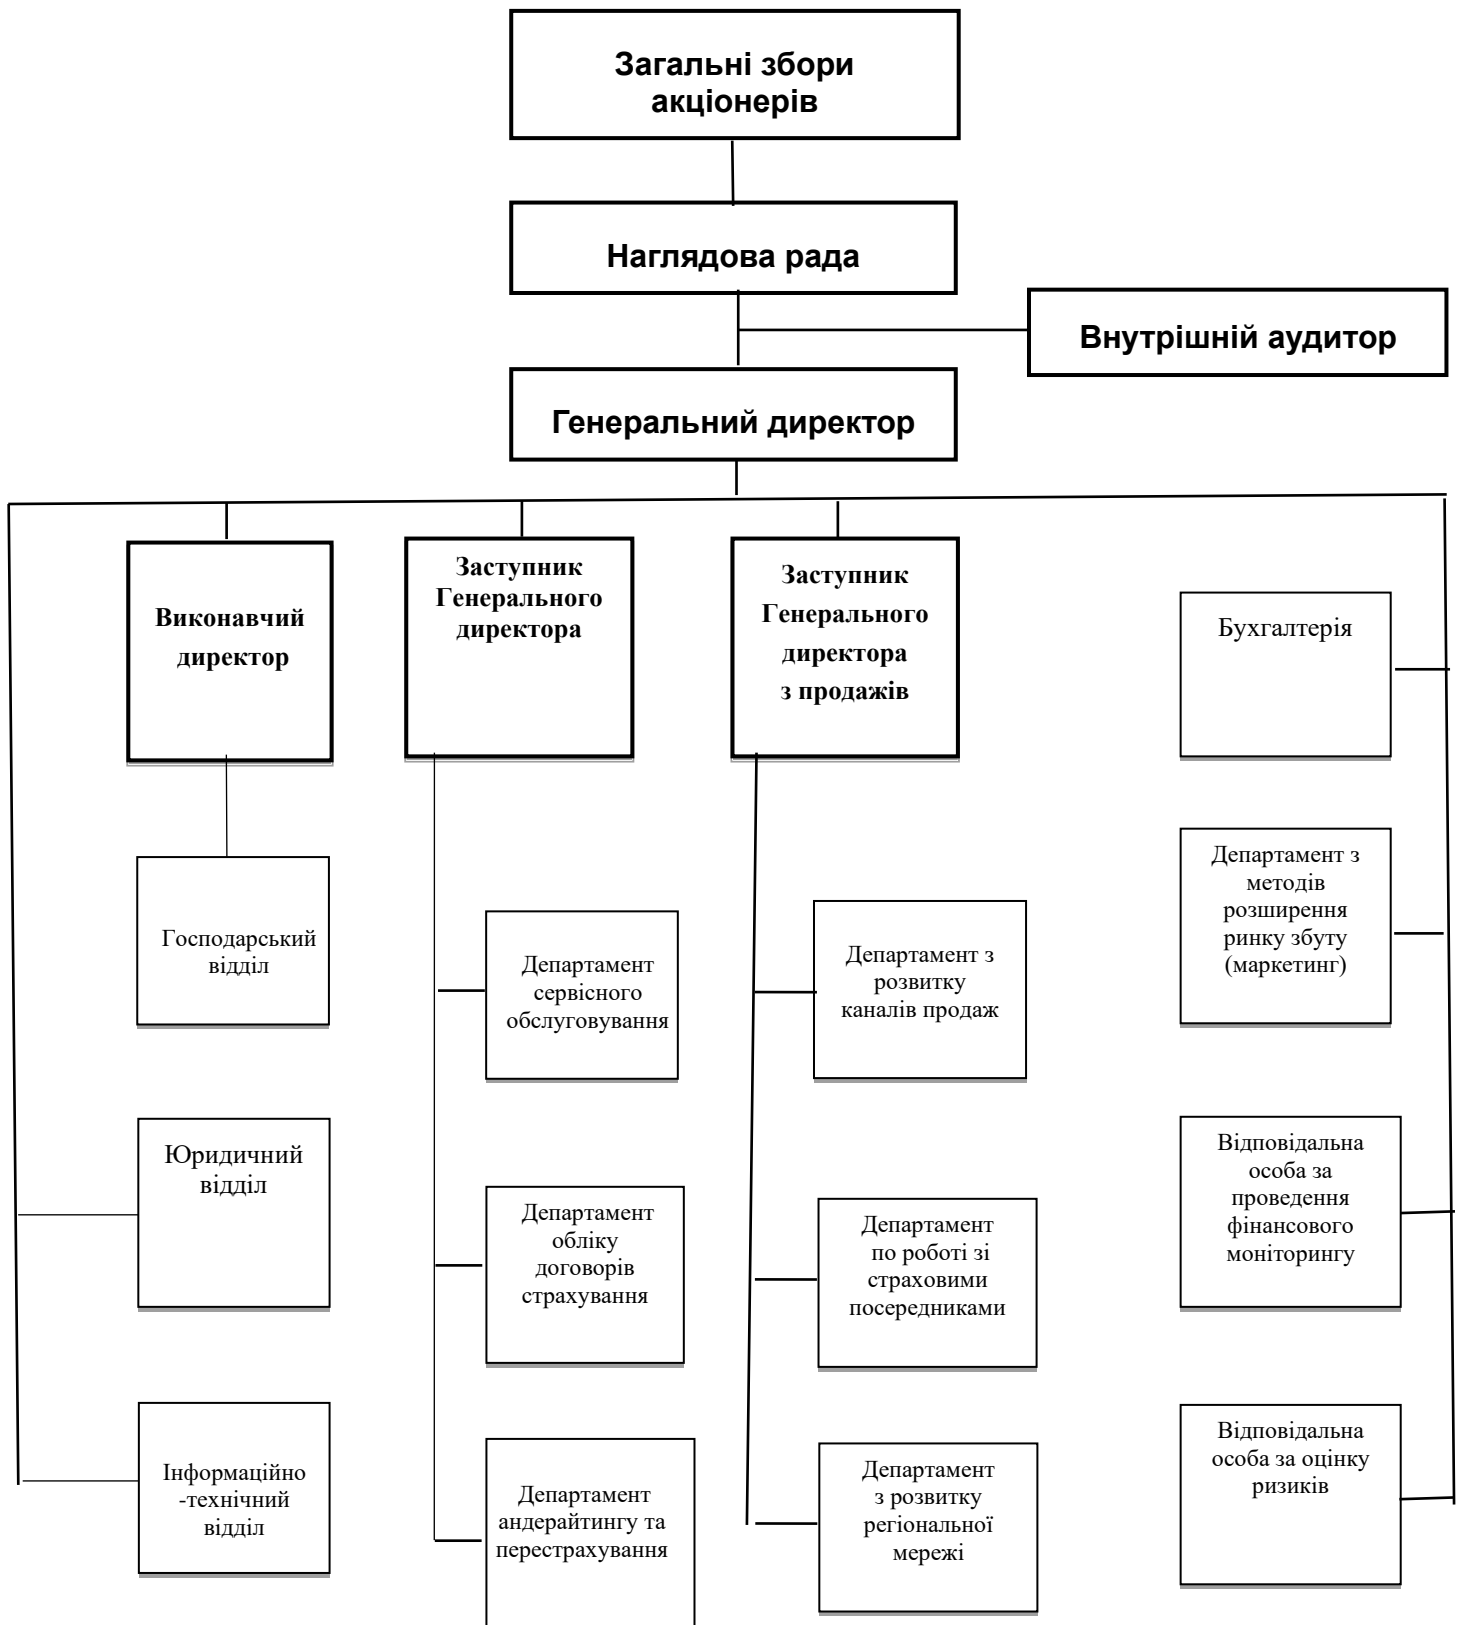 Загальні збори
акціонерів
Наглядова рада
Внутрішній аудитор
Генеральний директор
Виконавчий
директор
Заступник
Генерального
директора
Заступник
Генерального
директора
з продажів
Бухгалтерія
Господарський
відділ
Департамент
сервісного
обслуговування
Департамент з
розвитку
каналів продаж
Департамент з
методів
розширення
ринку збуту
(маркетинг)
Юридичний
відділ
Департамент
обліку
договорів
страхування
Департамент
по роботі зі
страховими
посередниками
Відповідальна
особа за
проведення
фінансового
моніторингу
Інформаційно
-технічний
відділ
Департамент
андерайтингу та
перестрахування
Департамент
з розвитку
регіональної
мережі
Відповідальна
особа за оцінку
ризиків